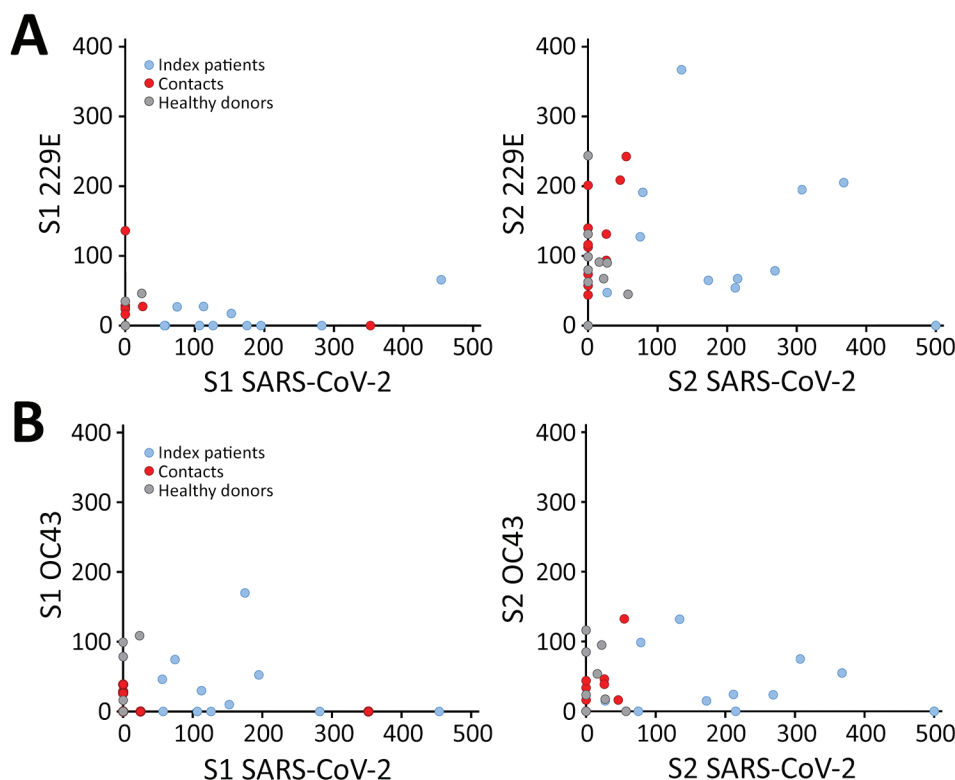 A
400
300
200
100
0
S1 229E
Index patients
Contacts
Healthy donors
0 100 200 300 400 500
S1 SARS-CoV-2
400
300
200
100
0
S2 229E
0 100 200 300 400 500
S2 SARS-CoV-2
B
400
300
200
100
0
S1 OC43
Index patients
Contacts
Healthy donors
0 100 200 300 400 500
S1 SARS-CoV-2
400
300
200
100
0
S2 OC43
0 100 200 300 400 500
S2 SARS-CoV-2